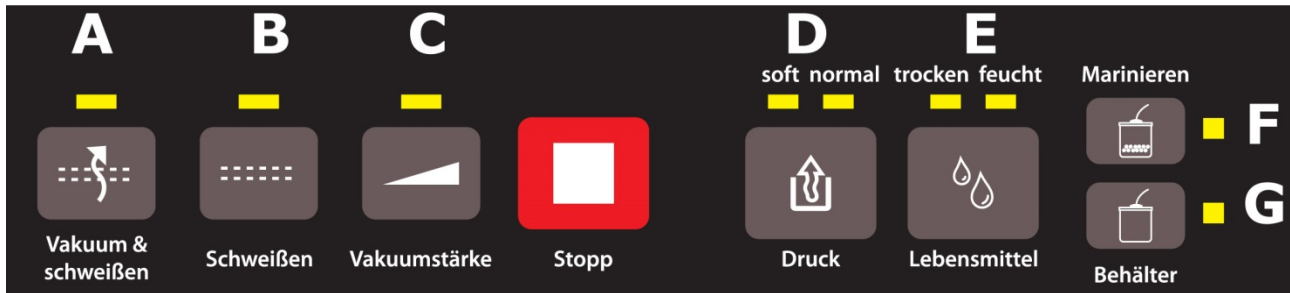 A B C D E
soft normal trocken feucht Marinieren
F
G
Vakuum &
schweißen
Schweißen Vakuumstärke Stopp Druck Lebensmittel Behälter